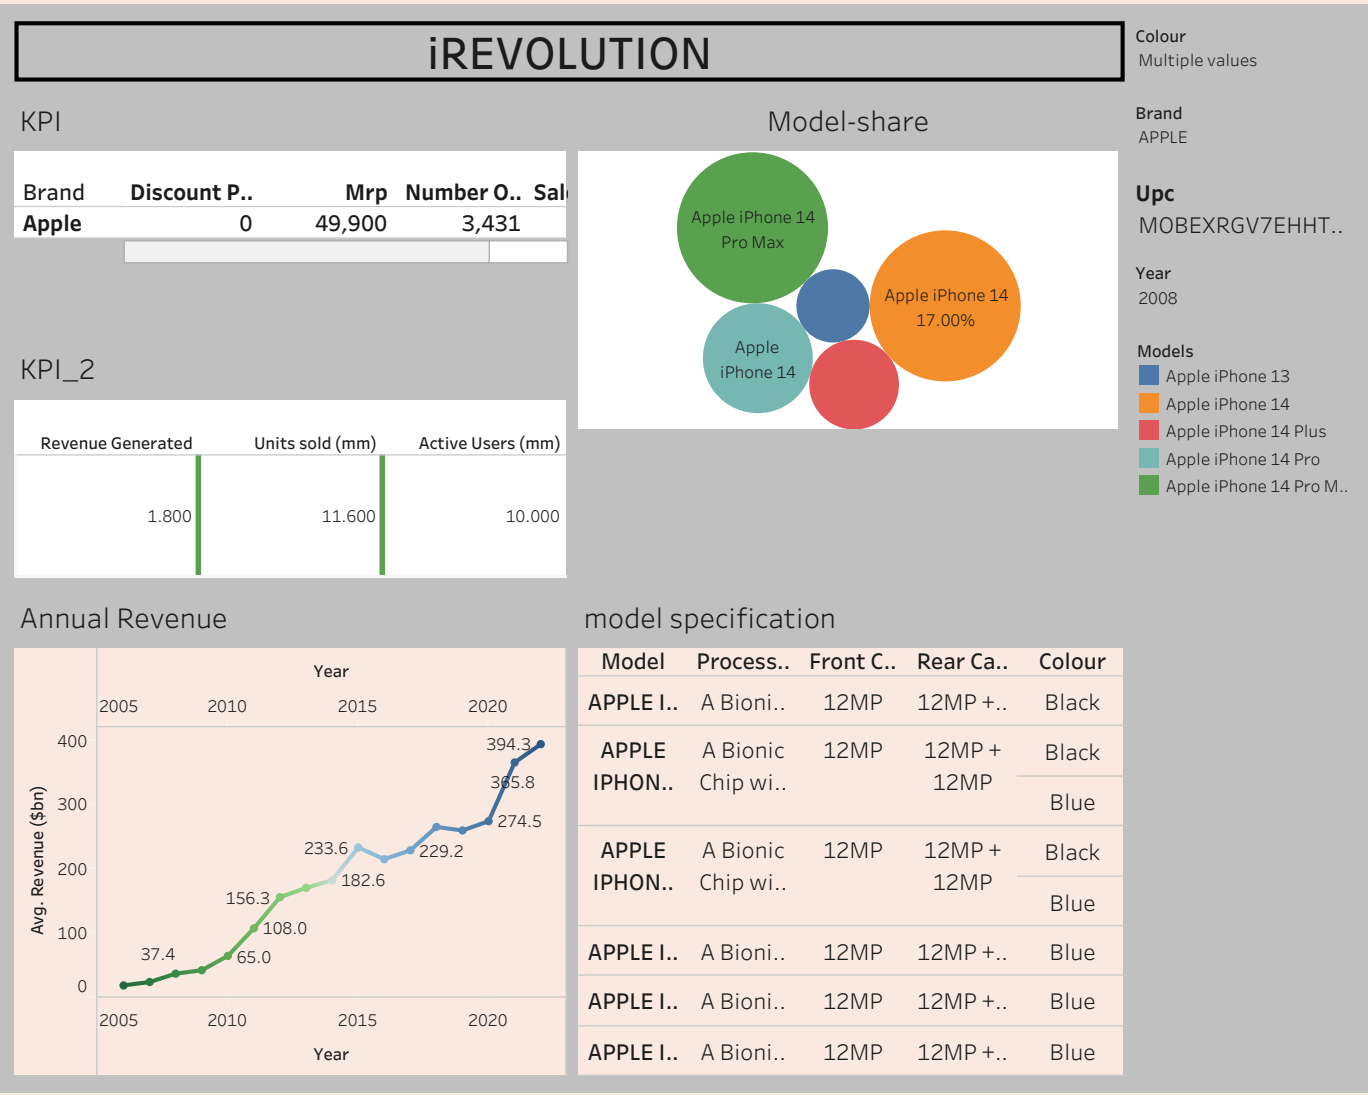 iREVOLUTION
KPI
Brand Discount P.. Mrp Number O.. Sal
Apple 0 49,900 3,431
KPI_2
Revenue Generated Units sold (mm) Active Users (mm)
1.800 11.600 10.000
Model-share
Apple iPhone 14
Pro Max
Apple iPhone 14
17.00%
Apple
iPhone 14
Colour
Multiple values
Brand
APPLE
Upc
MOBEXRGV7EHHT..
Year
2008
Models
Apple iPhone 13
Apple iPhone 14
Apple iPhone 14 Plus
Apple iPhone 14 Pro
Apple iPhone 14 Pro M..
Annual Revenue
Year
2005 2010 2015 2020
400
300
200
100
0
Avg. Revenue ($bn)
37.4
65.0
108.0
156.3
182.6
233.6
229.2
274.5
365.8
394.3
2005 2010 2015 2020
Year
model specification
Model Process.. Front C.. Rear Ca.. Colour
APPLE I.. A Bioni.. 12MP 12MP +.. Black
APPLE A Bionic 12MP 12MP + Black
IPHON.. Chip wi.. 12MP
Blue
APPLE A Bionic 12MP 12MP + Black
IPHON.. Chip wi.. 12MP
Blue
APPLE I.. A Bioni.. 12MP 12MP +.. Blue
APPLE I.. A Bioni.. 12MP 12MP +.. Blue
APPLE I.. A Bioni.. 12MP 12MP +.. Blue